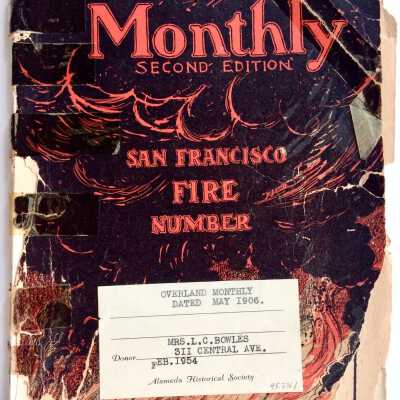 Monthly
SECOND EDITION
SAN FRANCISCO
FIRE
NUMBER
OVERLAND MONTHLY
DATED MAY 1906.
MRS.L.C.BOWLES
311 CENTRAL AVE.
Donor
FEB.1954
Alameda Historical Society